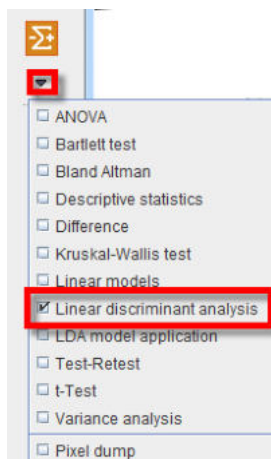 ANOVA
Bartlett test
Bland Altman
Descriptive statistics
Difference
Kruskal-Wallis test
Linear models
Linear discriminant analysis
LDA model application
Test-Retest
t-Test
Variance analysis
Pixel dump